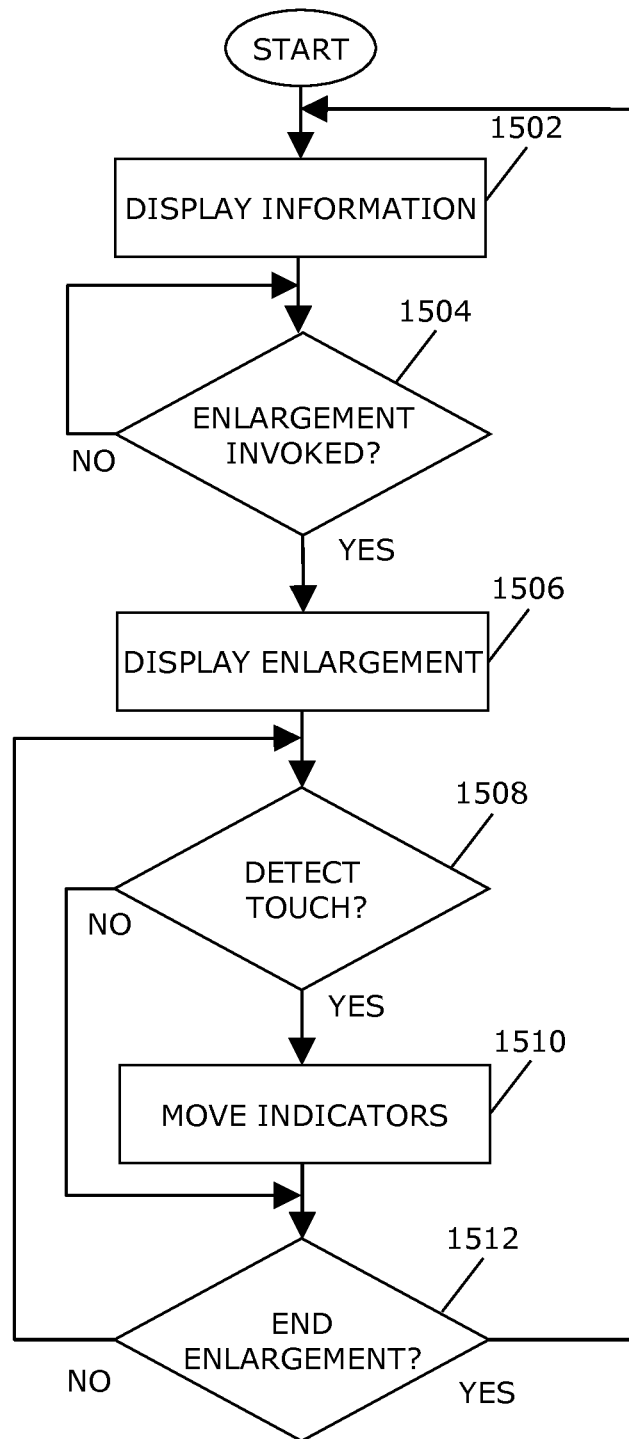 START
1502
DISPLAY INFORMATION
1504
ENLARGEMENT
INVOKED?
NO
YES
1506
DISPLAY ENLARGEMENT
1508
DETECT
TOUCH?
NO
YES
1510
MOVE INDICATORS
1512
END
ENLARGEMENT?
NO
YES